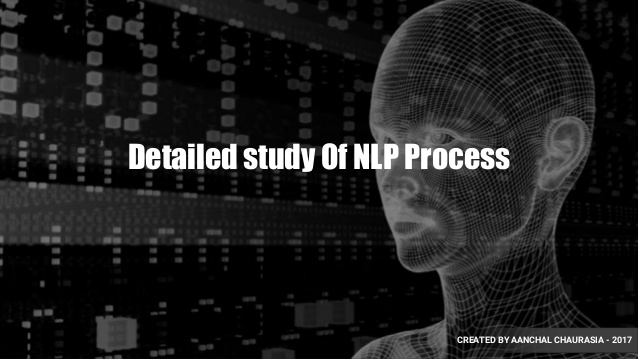 Detailed study Of NLP Process
CREATED BY AANCHAL CHAURASIA - 2017